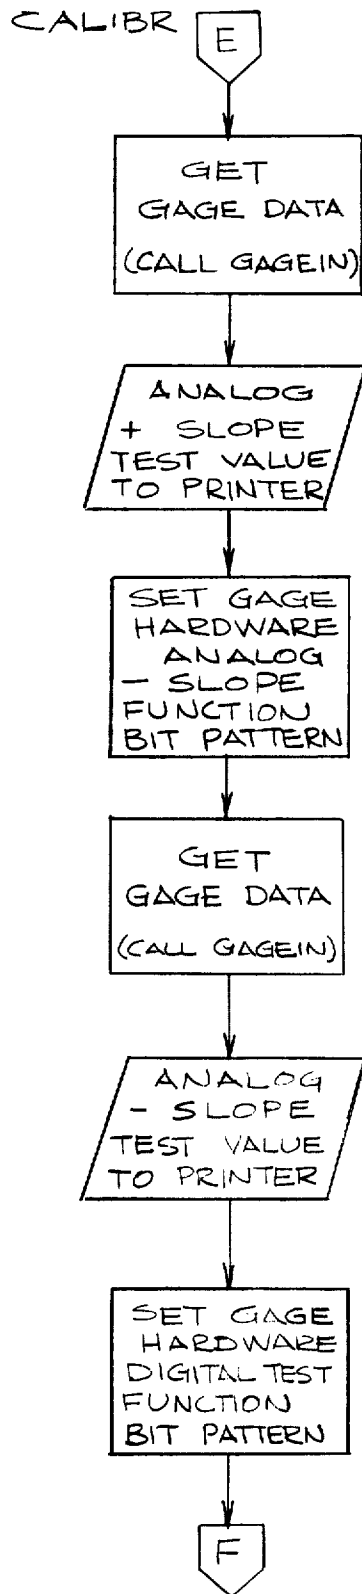 CALIBR
E
GET
GAGE DATA
(CALL GAGEIN)
ANALOG
+ SLOPE
TEST VALUE
TO PRINTER
SET GAGE
HARDWARE
ANALOG
- SLOPE
FUNCTION
BIT PATTERN
GET
GAGE DATA
(CALL GAGEIN)
ANALOG
- SLOPE
TEST VALUE
TO PRINTER
SET GAGE
HARDWARE
DIGITAL TEST
FUNCTION
BIT PATTERN
F